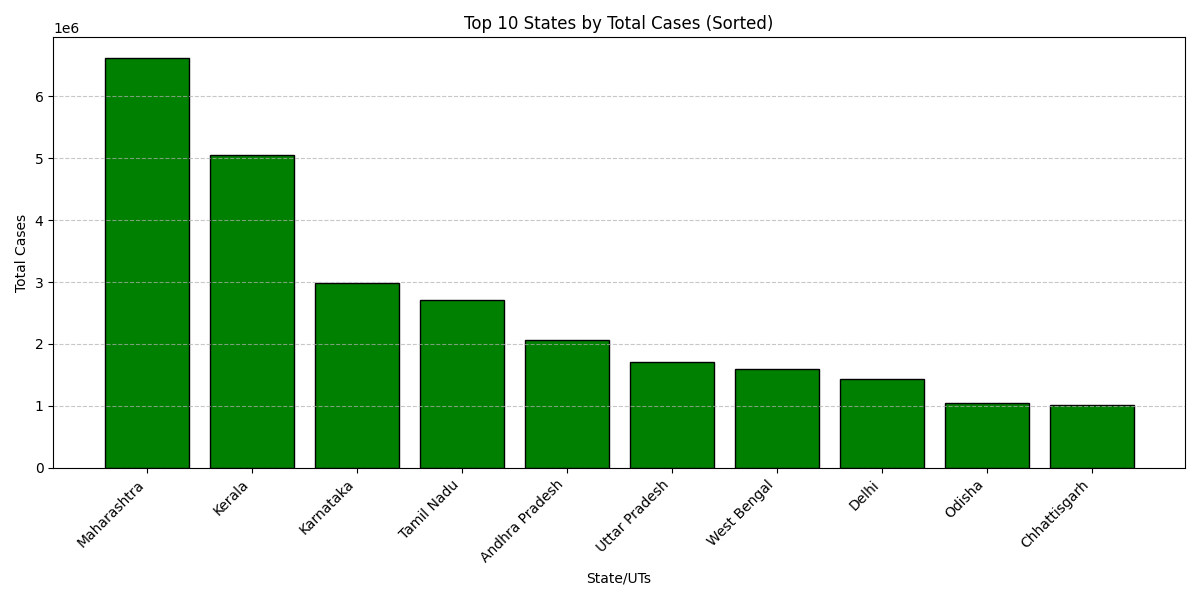 Top 10 States by Total Cases (Sorted)
1e6
6
5
4
3
2
1
0
Total Cases
Maharashtra
Kerala
Karnataka
Tamil Nadu
Andhra Pradesh
Uttar Pradesh
West Bengal
Delhi
Odisha
Chhattisgarh
State/UTs